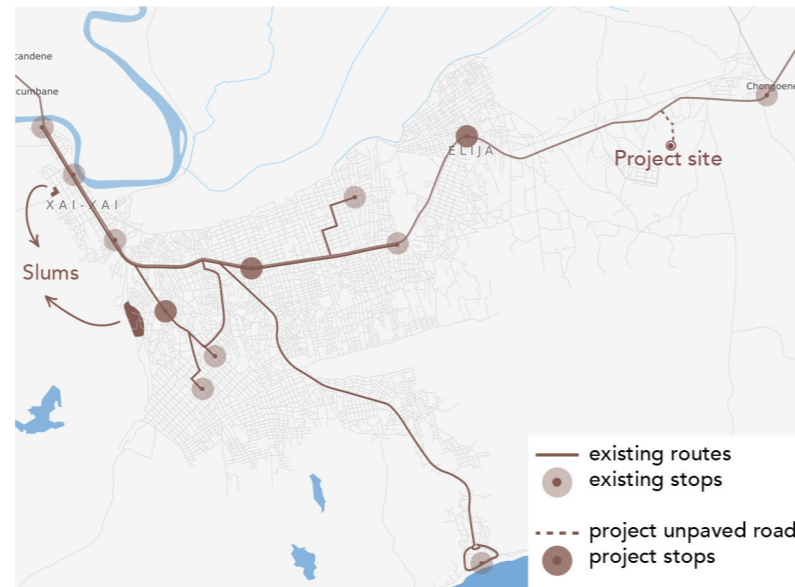 candene
cumbane
Chongoene
ELIJA
Project site
XAI-XAI
Slums
existing routes
existing stops
project unpaved road
project stops